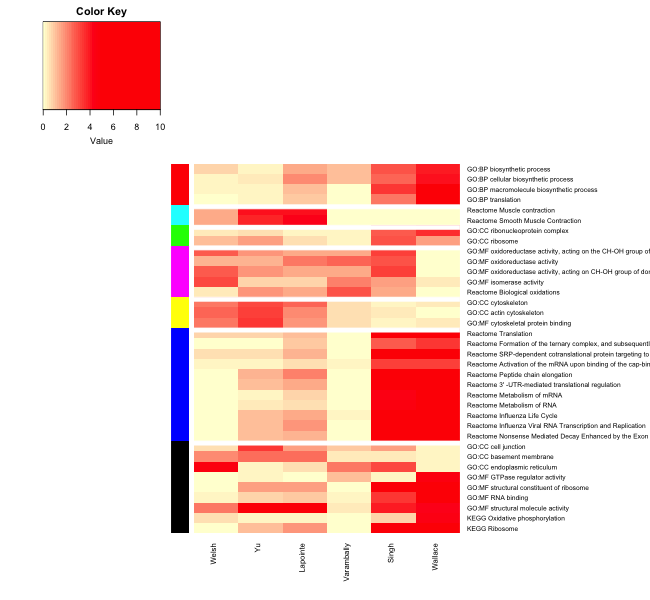 Color Key
0 2 4 6 8 10
Value
GO:BP biosynthetic process
GO:BP cellular biosynthetic process
GO:BP macromolecule biosynthetic process
GO:BP translation
Reactome Muscle contraction
Reactome Smooth Muscle Contraction
GO:CC ribonucleoprotein complex
GO:CC ribosome
GO:MF oxidoreductase activity, acting on the CH-OH group of
GO:MF oxidoreductase activity
GO:MF oxidoreductase activity, acting on CH-OH group of do
GO:MF isomerase activity
Reactome Biological oxidations
GO:CC cytoskeleton
GO:CC actin cytoskeleton
GO:MF cytoskeletal protein binding
Reactome Translation
Reactome Formation of the ternary complex, and subsequent
Reactome SRP-dependent cotranslational protein targeting to
Reactome Activation of the mRNA upon binding of the cap-bin
Reactome Peptide chain elongation
Reactome 3' -UTR-mediated translational regulation
Reactome Metabolism of mRNA
Reactome Metabolism of RNA
Reactome Influenza Life Cycle
Reactome Influenza Viral RNA Transcription and Replication
Reactome Nonsense Mediated Decay Enhanced by the Exon
GO:CC cell junction
GO:CC basement membrane
GO:CC endoplasmic reticulum
GO:MF GTPase regulator activity
GO:MF structural constituent of ribosome
GO:MF RNA binding
GO:MF structural molecule activity
KEGG Oxidative phosphorylation
KEGG Ribosome
Welsh
Yu
Lapointe
Varambally
Singh
Wallace